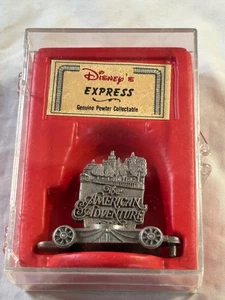 Disney's
EXPRESS
Genuine Pewter Collectable
The
AMERICAN
ADVENTURE